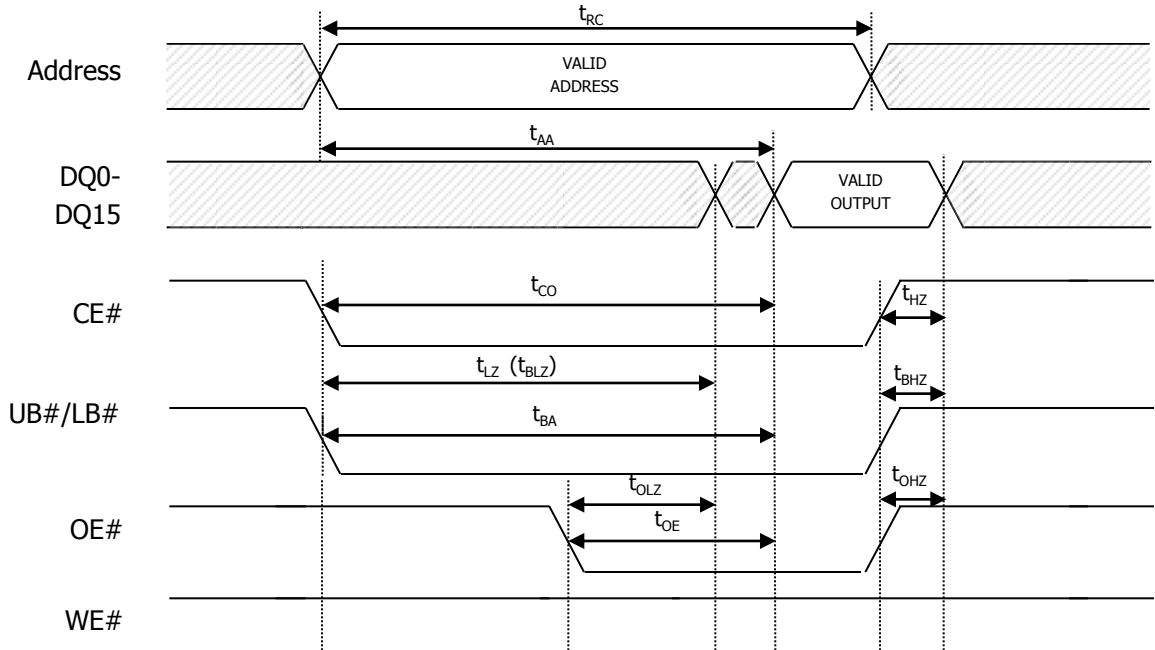 tRC
Address
VALID
ADDRESS
tAA
DQ0-
DQ15
VALID
OUTPUT
CE#
tCO
tHZ
tLZ (tBLZ)
tBHZ
UB#/LB#
tBA
tOLZ
tOHZ
OE#
tOE
WE#